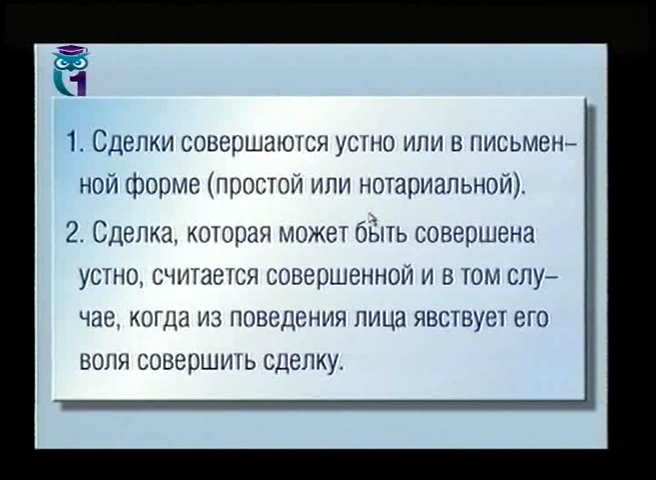 1
1. Сделки совершаются устно или в письмен–
ной форме (простой или нотариальной).
2. Сделка, которая может быть совершена
устно, считается совершенной и в том слу–
чае, когда из поведения лица явствует его
воля совершить сделку.